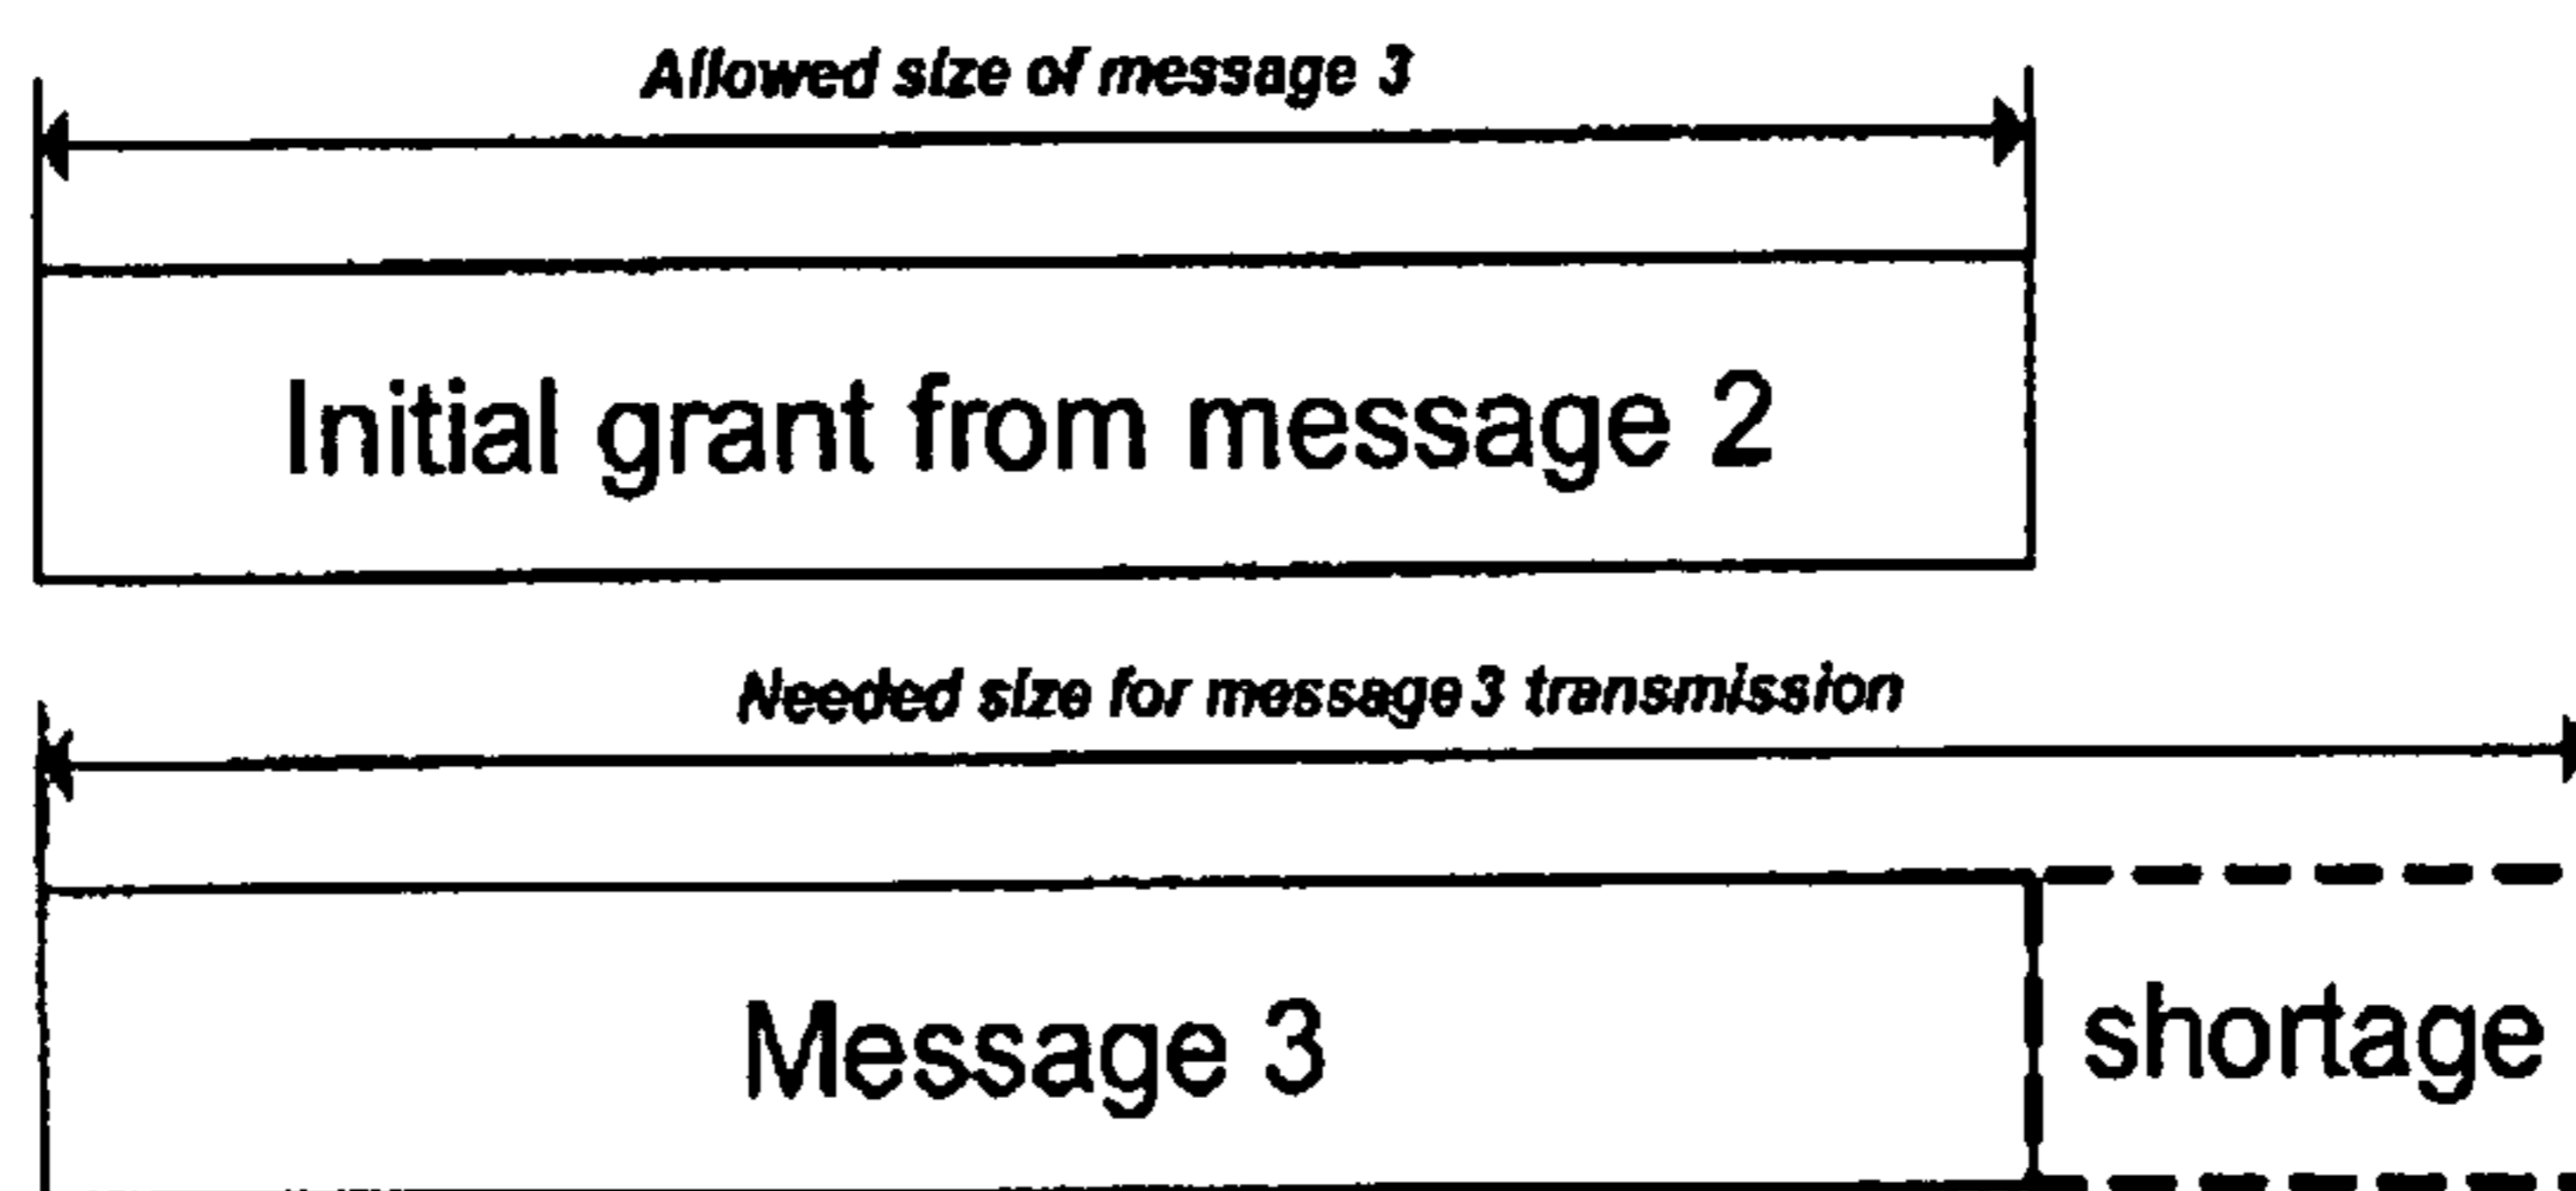 Allowed size of message 3
Initial grant from message 2
Needed size for message 3 transmission
Message 3
shortage